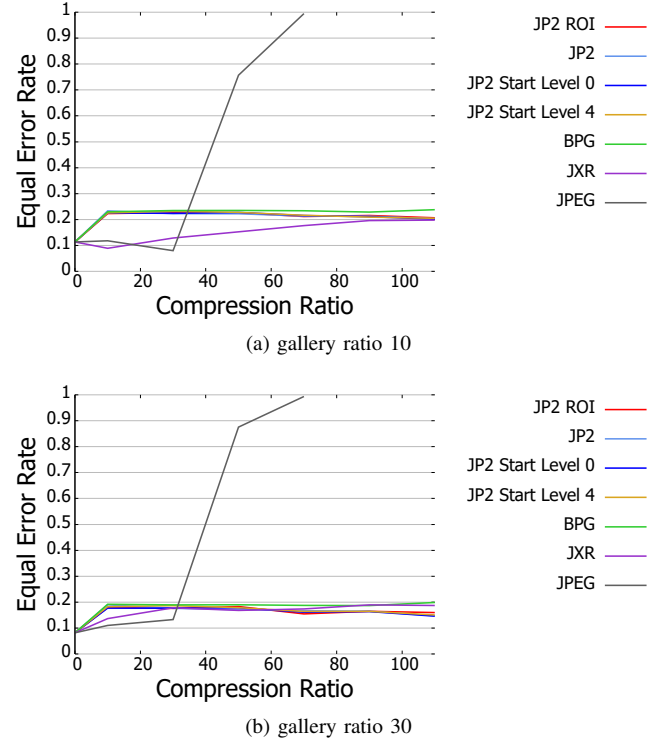 1
0.9
0.8
0.7
0.6
0.5
0.4
0.3
0.2
0.1
0
0 20 40 60 80 100
Equal Error Rate
Compression Ratio
JP2 ROI
JP2
JP2 Start Level 0
JP2 Start Level 4
BPG
JXR
JPEG
(a) gallery ratio 10
1
0.9
0.8
0.7
0.6
0.5
0.4
0.3
0.2
0.1
0
0 20 40 60 80 100
Equal Error Rate
Compression Ratio
JP2 ROI
JP2
JP2 Start Level 0
JP2 Start Level 4
BPG
JXR
JPEG
(b) gallery ratio 30